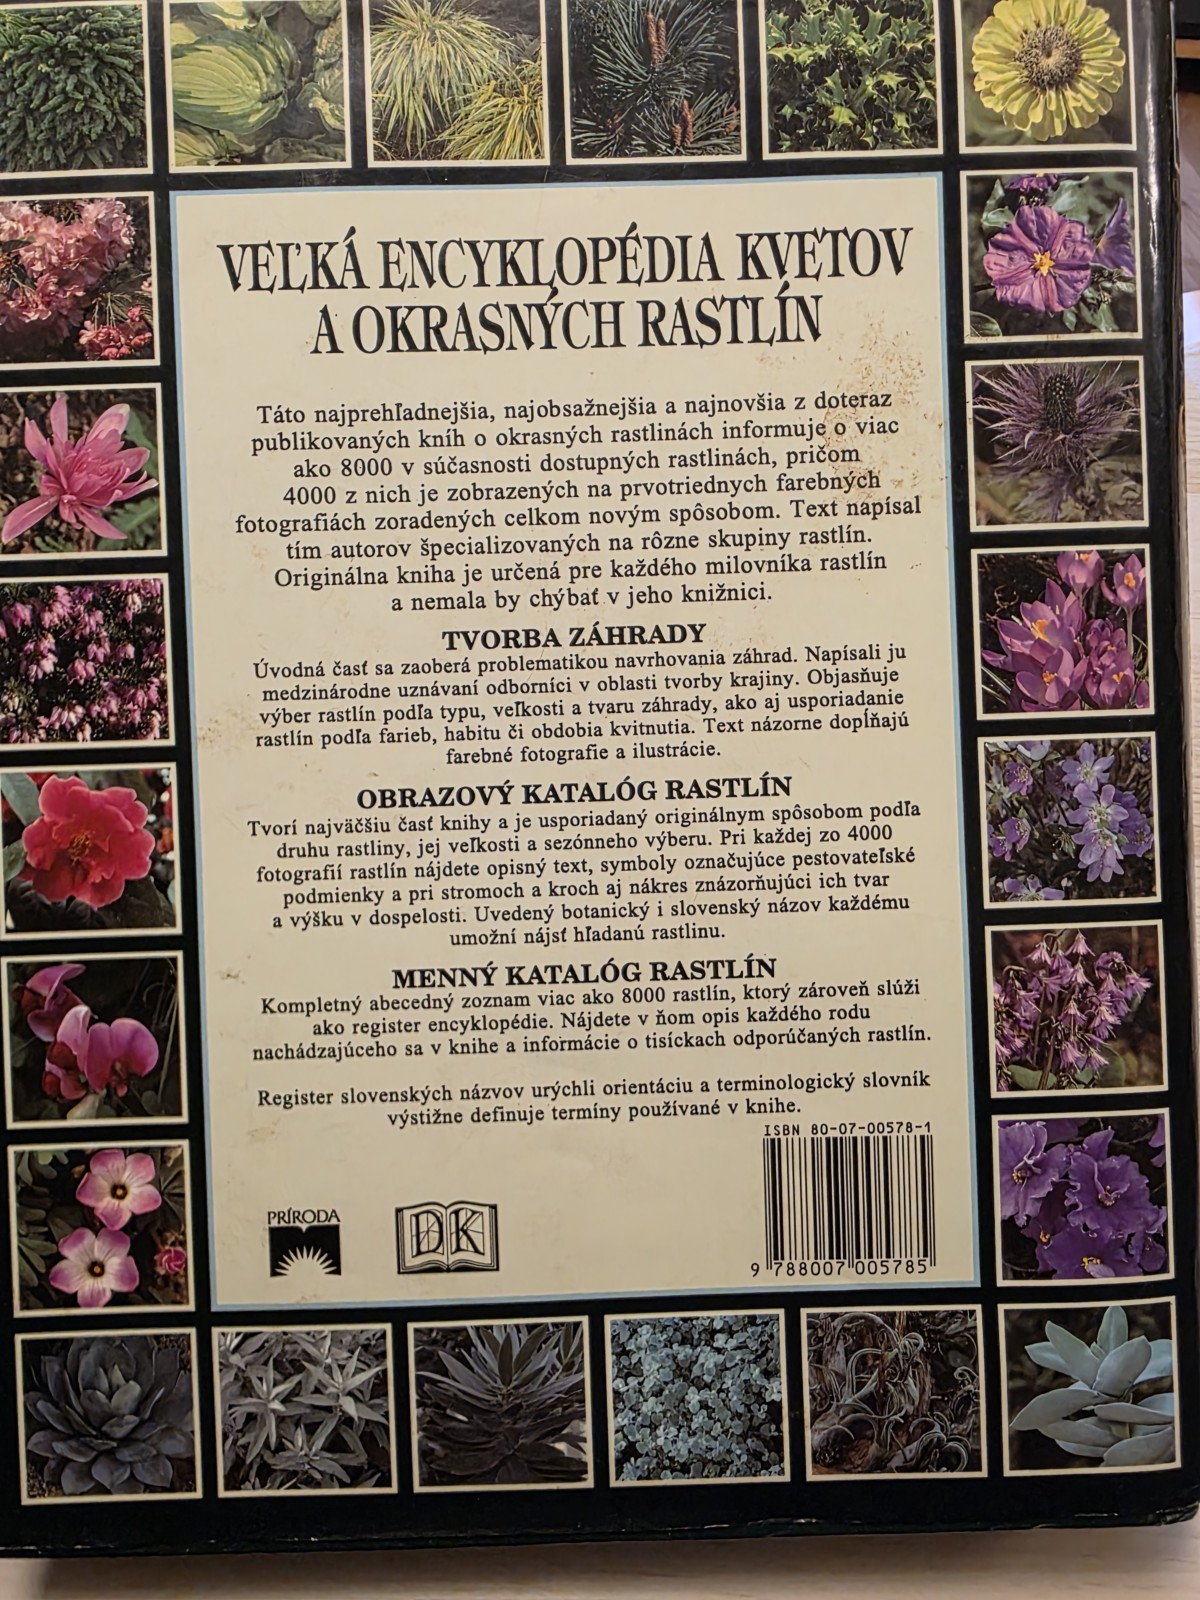 VEĽKÁ ENCYKLOPÉDIA KVETOV
A OKRASNÝCH RASTLÍN
Táto najprehľadnejšia, najobsažnejšia a najnovšia z doteraz
publikovaných kníh o okrasných rastlinách informuje o viac
ako 8000 v súčasnosti dostupných rastlinách, pričom
4000 z nich je zobrazených na prvotriednych farebných
fotografiách zoradených celkom novým spôsobom. Text napísal
tím autorov špecializovaných na rôzne skupiny rastlín.
Originálna kniha je určená pre každého milovníka rastlín
a nemala by chýbať v jeho knižnici.
TVORBA ZÁHRADY
Úvodná časť sa zaoberá problematikou navrhovania záhrad. Napísali ju
medzinárodne uznávaní odborníci v oblasti tvorby krajiny. Objasňuje
výber rastlín podľa typu, veľkosti a tvaru záhrady, ako aj usporiadanie
rastlín podľa farieb, habitu či obdobia kvitnutia. Text názorne dopĺňajú
farebné fotografie a ilustrácie.
OBRAZOVÝ KATALÓG RASTLÍN
Tvorí najväčšiu časť knihy a je usporiadaný originálnym spôsobom podľa
druhu rastliny, jej veľkosti a sezónneho výberu. Pri každej zo 4000
fotografií rastlín nájdete opisný text, symboly označujúce pestovateľské
podmienky a pri stromoch a kroch aj nákres znázorňujúci ich tvar
a výšku v dospelosti. Uvedený botanický i slovenský názov každému
umožní nájsť hľadanú rastlinu.
MENNÝ KATALÓG RASTLÍN
Kompletný abecedný zoznam viac ako 8000 rastlín, ktorý zároveň slúži
ako register encyklopédie. Nájdete v ňom opis každého rodu
nachádzajúceho sa v knihe a informácie o tisíckach odporúčaných rastlín.
Register slovenských názvov urýchli orientáciu a terminologický slovník
výstižne definuje termíny používané v knihe.
ISBN 80-07-00578-1
PRÍRODA
DK
9 788007 005785